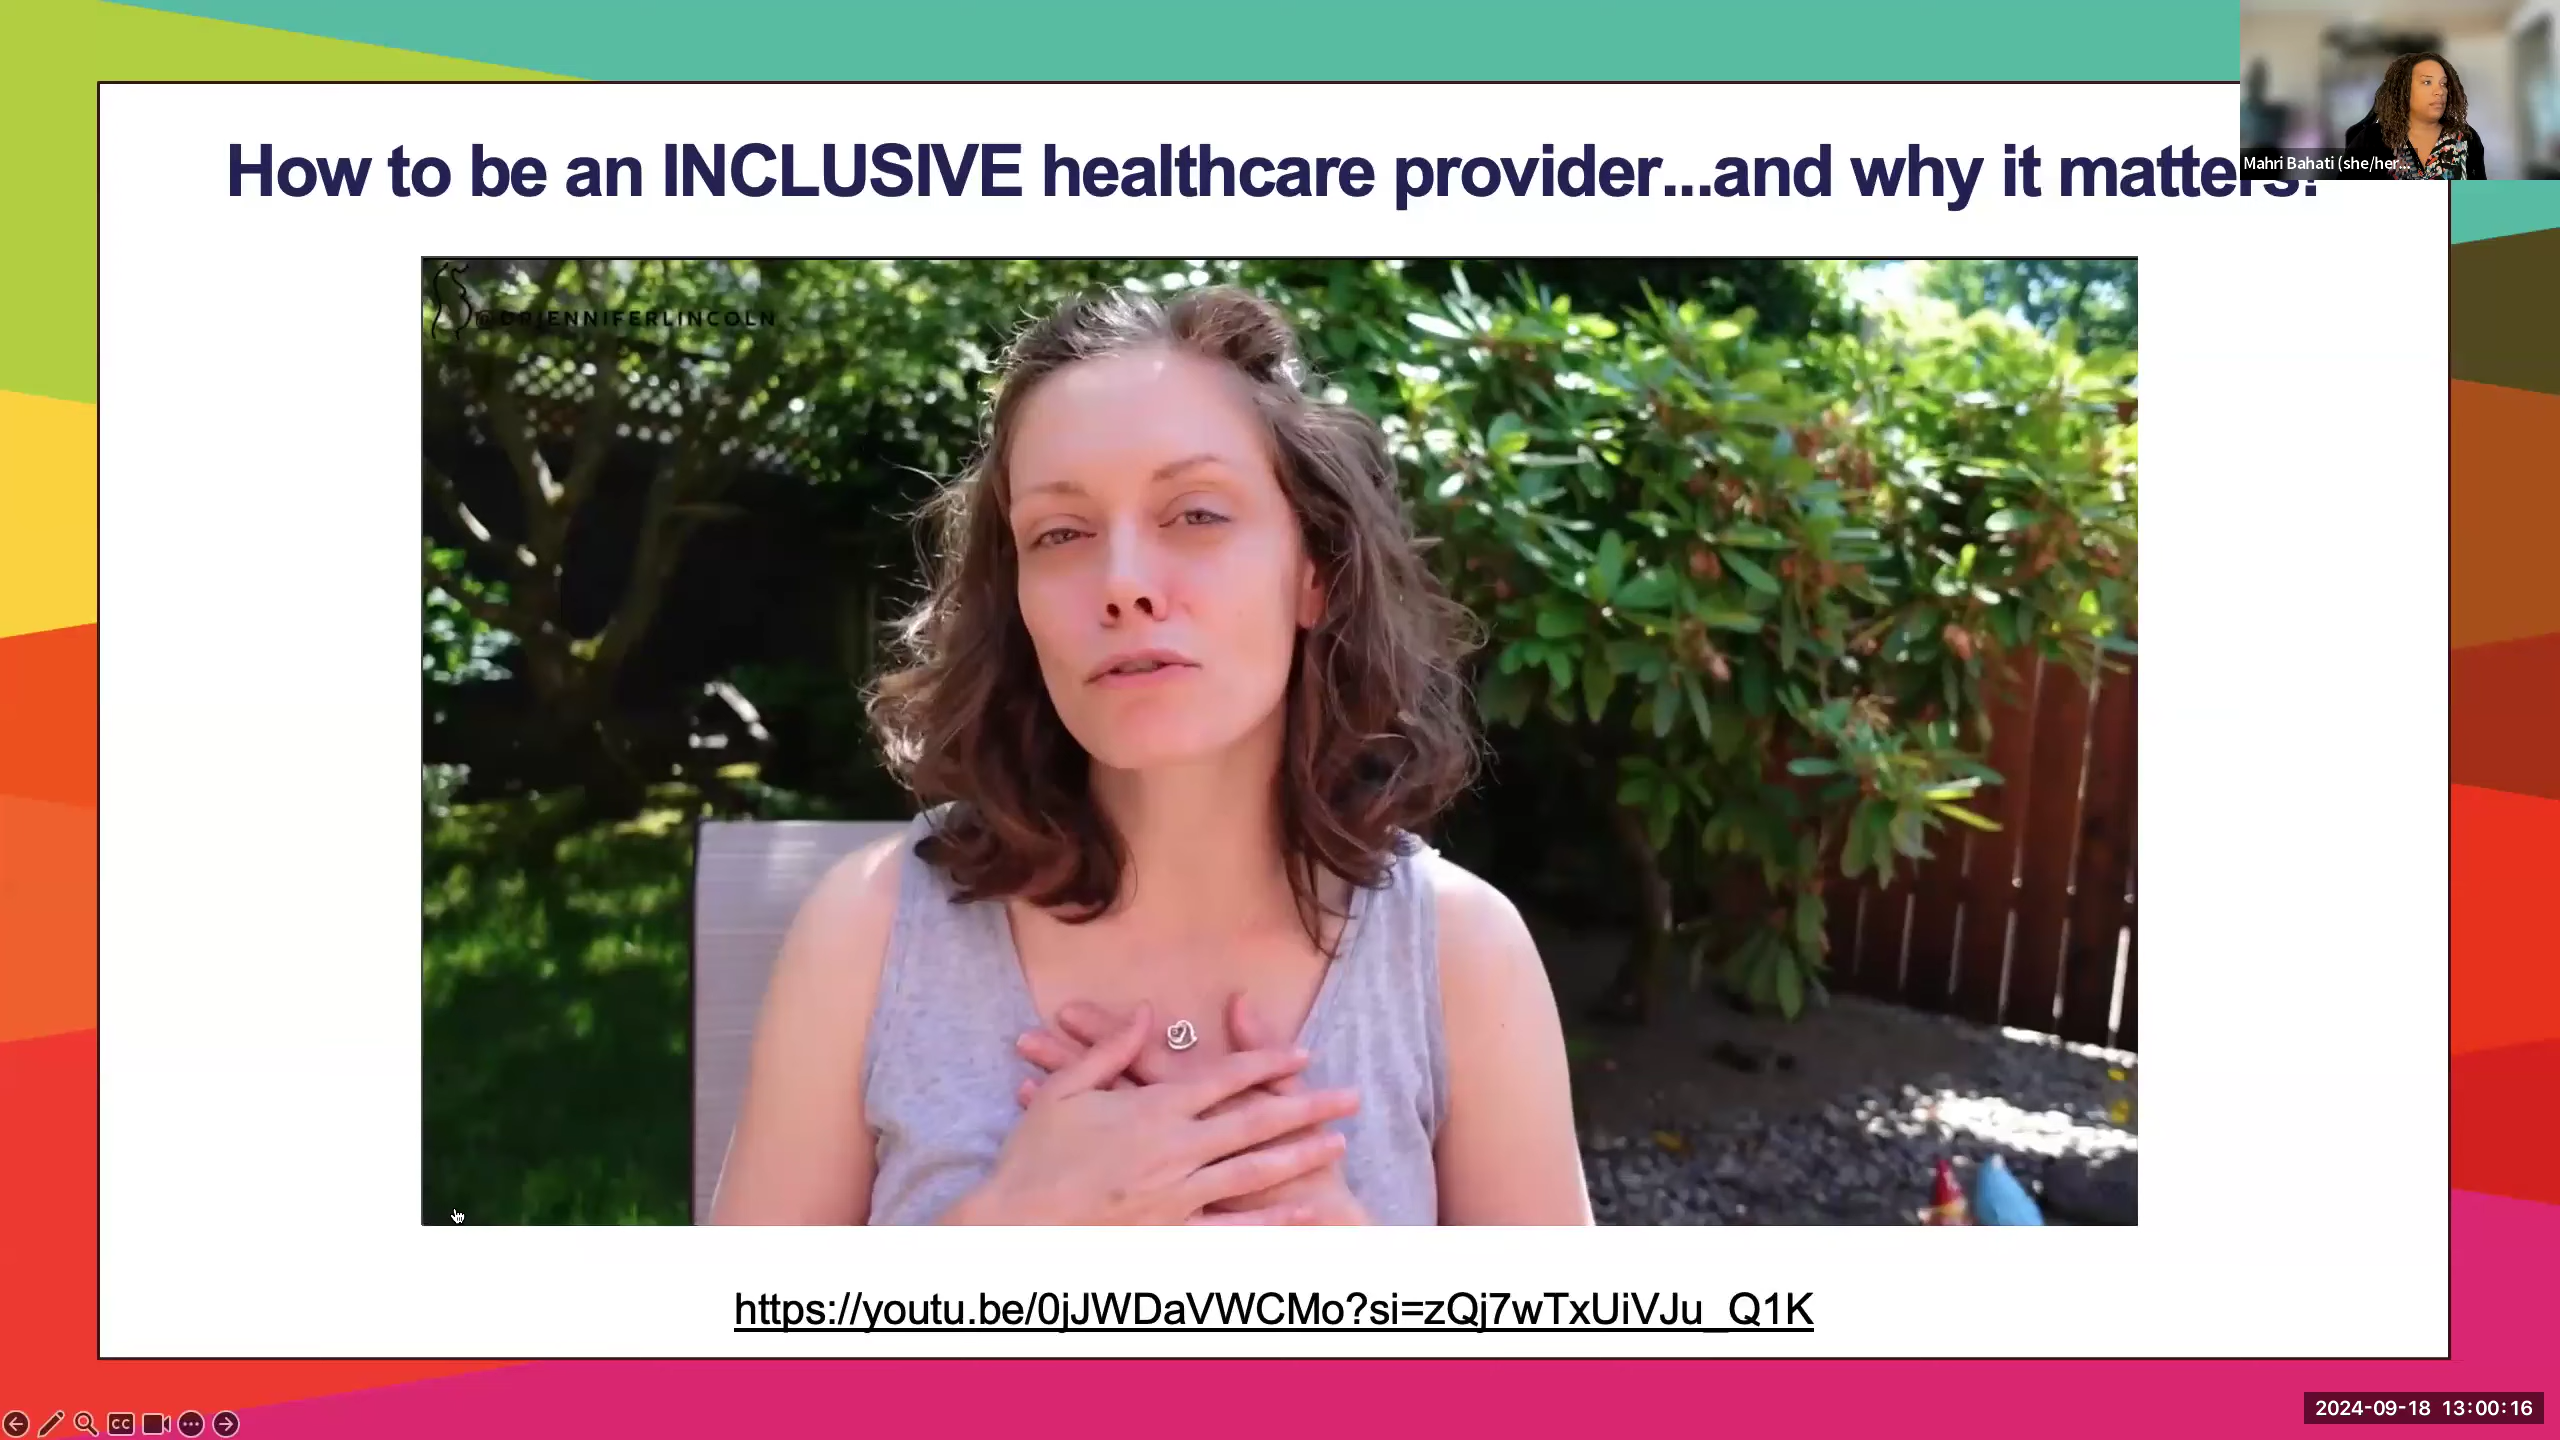 How to be an INCLUSIVE healthcare provider...and why it matters!
Mahri Bahati (she/her...
@DRJENNIFERLINCOLN
https://youtu.be/0jJWDaVWCMo?si=zQj7wTxUiVJu_Q1K
CC
2024-09-18 13:00:16